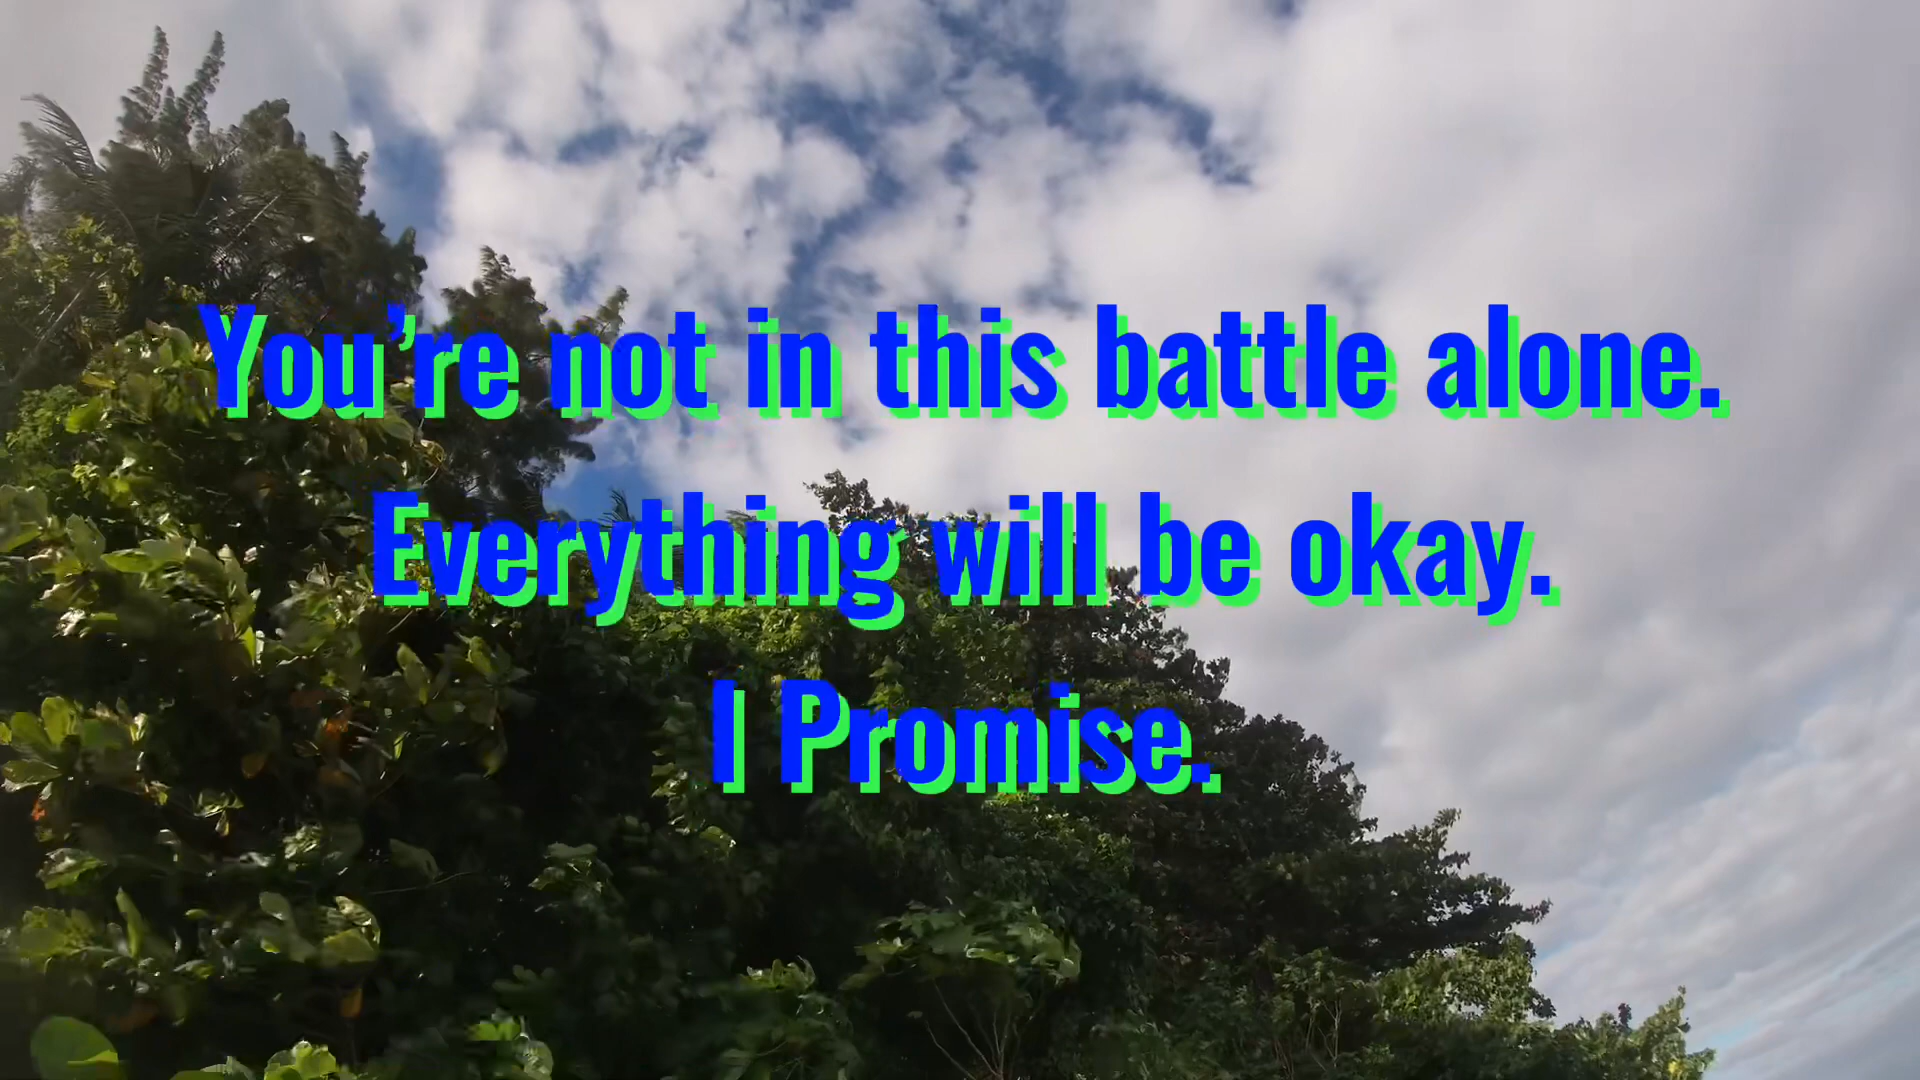 You’re not in this battle alone.
Everything will be okay.
I Promise.